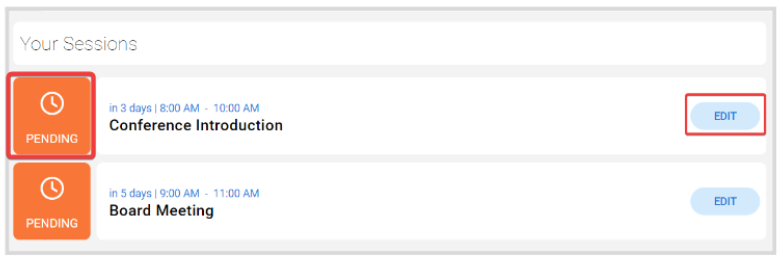 Your Sessions
in 3 days | 8:00 AM - 10:00 AM
PENDING
Conference Introduction
EDIT
in 5 days | 9:00 AM - 11:00 AM
PENDING
Board Meeting
EDIT